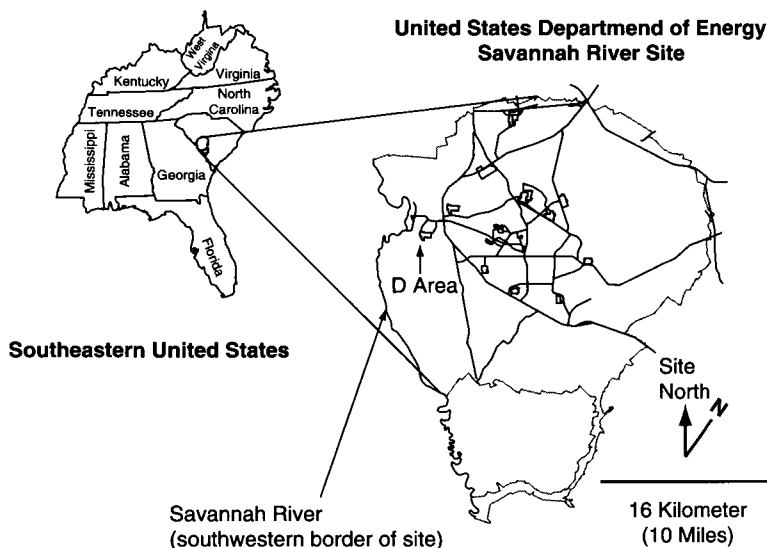 United States Departmend of Energy
Savannah River Site
West
Virgina
Kentucky
Virginia
North
Carolina
Tennessee
Mississippi
Alabama
Georgia
Florida
D Area
Southeastern United States
Site
North
N
16 Kilometer
(10 Miles)
Savannah River
(southwestern border of site)